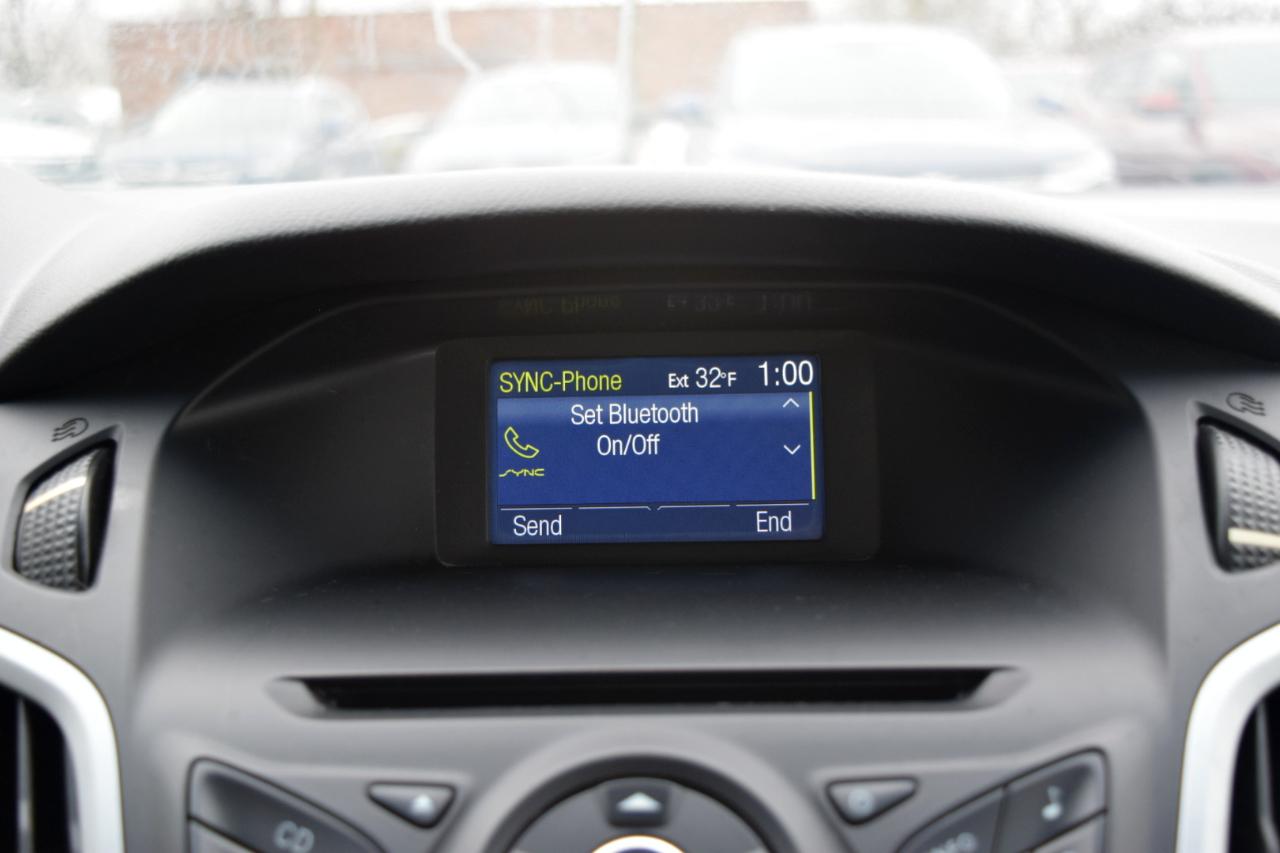 SYNC-Phone Ext 32°F 1:00
Set Bluetooth
On/Off
SYNC
Send End
CD